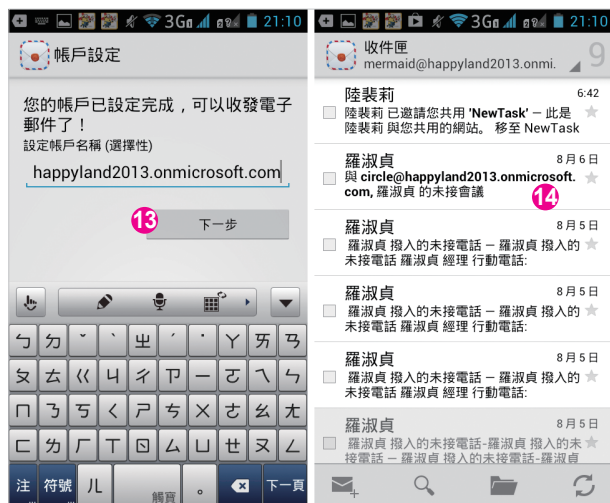 3G 21:10
帳戶設定
您的帳戶已設定完成，可以收發電子
郵件了！
設定帳戶名稱 (選擇性)
happyland2013.onmicrosoft.com
13
下一步
ㄅ ㄉ ˇ ˋ ㄓ ˊ ˙ ㄚ ㄞ ㄢ
ㄆ ㄊ ㄍ ㄐ ㄔ ㄗ ㄧ ㄛ ㄟ ㄣ
ㄇ ㄋ ㄎ ㄑ ㄕ ㄘ ㄨ ㄜ ㄠ ㄤ
ㄈ ㄌ ㄏ ㄒ ㄖ ㄙ ㄩ ㄝ ㄡ ㄥ
注 符號 ㄦ 觸寶 。 下一頁
3G 21:10
收件匣
mermaid@happyland2013.onmi.
9
陸裴莉 6:42
陸裴莉 已邀請您共用 'NewTask' – 此是
陸裴莉 與您共用的網站。 移至 NewTask
羅淑貞 8月6日
與 circle@happyland2013.onmicrosoft.
com, 羅淑貞 的未接會議
14
羅淑貞 8月5日
羅淑貞 撥入的未接電話 – 羅淑貞 撥入的
未接電話 羅淑貞 經理 行動電話:
羅淑貞 8月5日
羅淑貞 撥入的未接電話 – 羅淑貞 撥入的
未接電話 羅淑貞 經理 行動電話:
羅淑貞 8月5日
羅淑貞 撥入的未接電話 – 羅淑貞 撥入的
未接電話 羅淑貞 經理 行動電話:
羅淑貞 8月5日
羅淑貞 撥入的未接電話-羅淑貞 撥入的未
接電話 – 羅淑貞 撥入的未接電話-羅淑貞